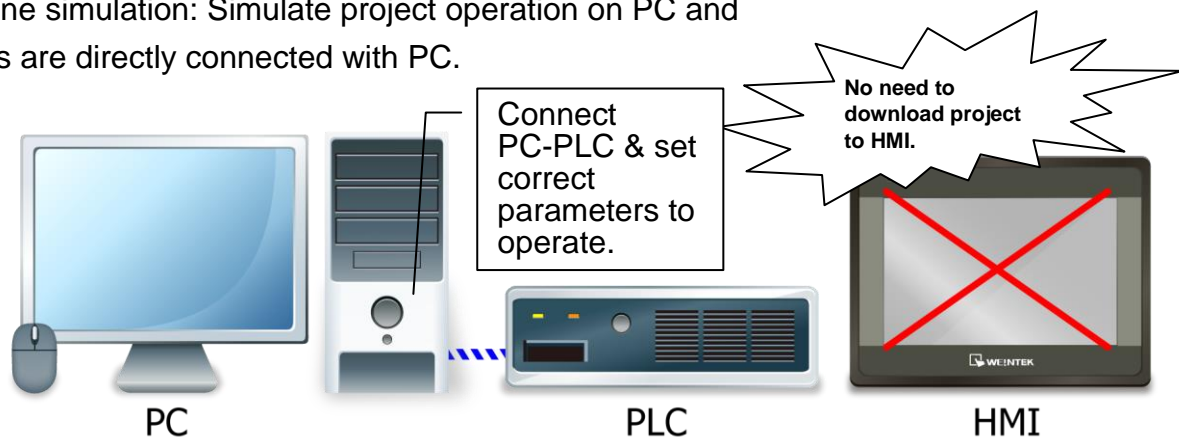 ne simulation: Simulate project operation on PC and
s are directly connected with PC.
No need to
download project
to HMI.
Connect
PC-PLC & set
correct
parameters to
operate.
WEINTEK
PC
PLC
HMI